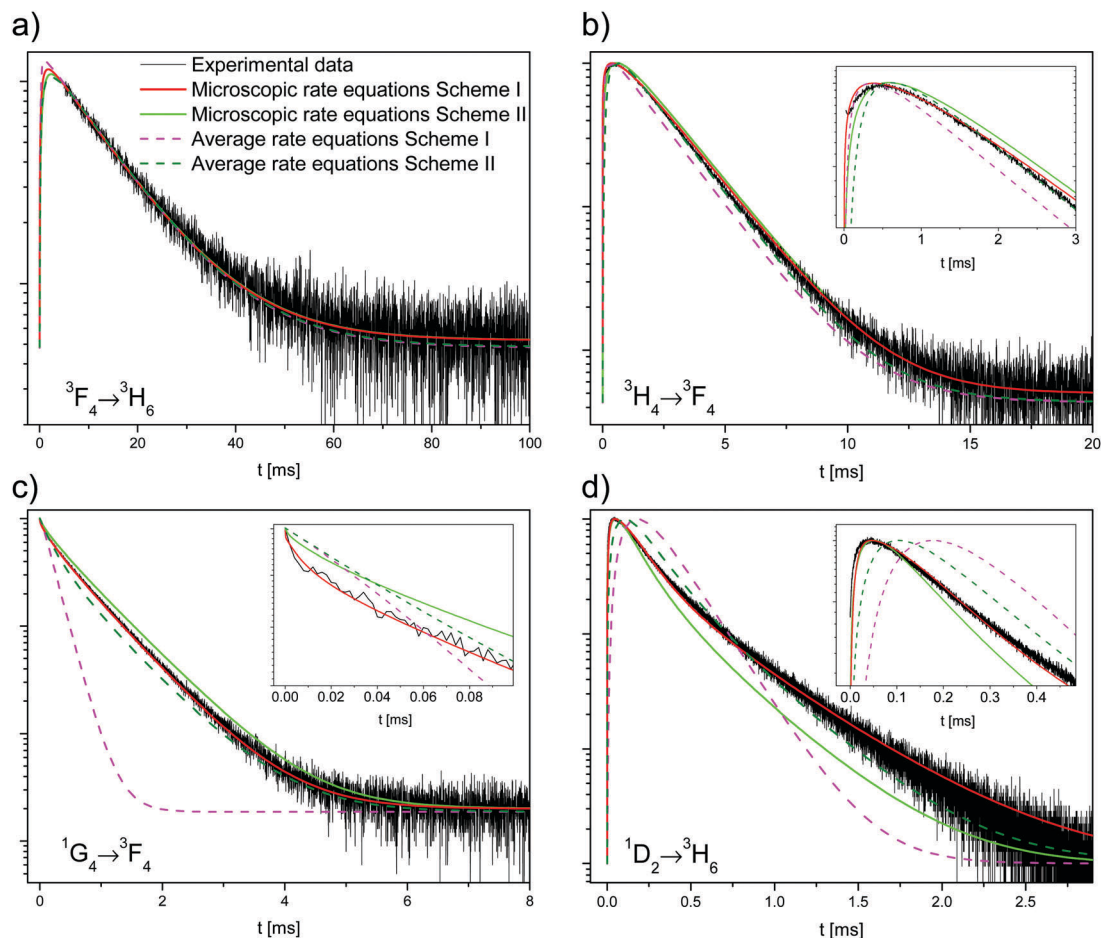 a)
Experimental data
Microscopic rate equations Scheme I
Microscopic rate equations Scheme II
Average rate equations Scheme I
Average rate equations Scheme II
³F₄→³H₆
0 20 40 60 80 100
t [ms]
b)
0 1 2 3
t [ms]
³H₄→³F₄
0 5 10 15 20
t [ms]
c)
0.00 0.02 0.04 0.06 0.08
t [ms]
¹G₄→³F₄
0 2 4 6 8
t [ms]
d)
0.0 0.1 0.2 0.3 0.4
t [ms]
¹D₂→³H₆
0.0 0.5 1.0 1.5 2.0 2.5
t [ms]